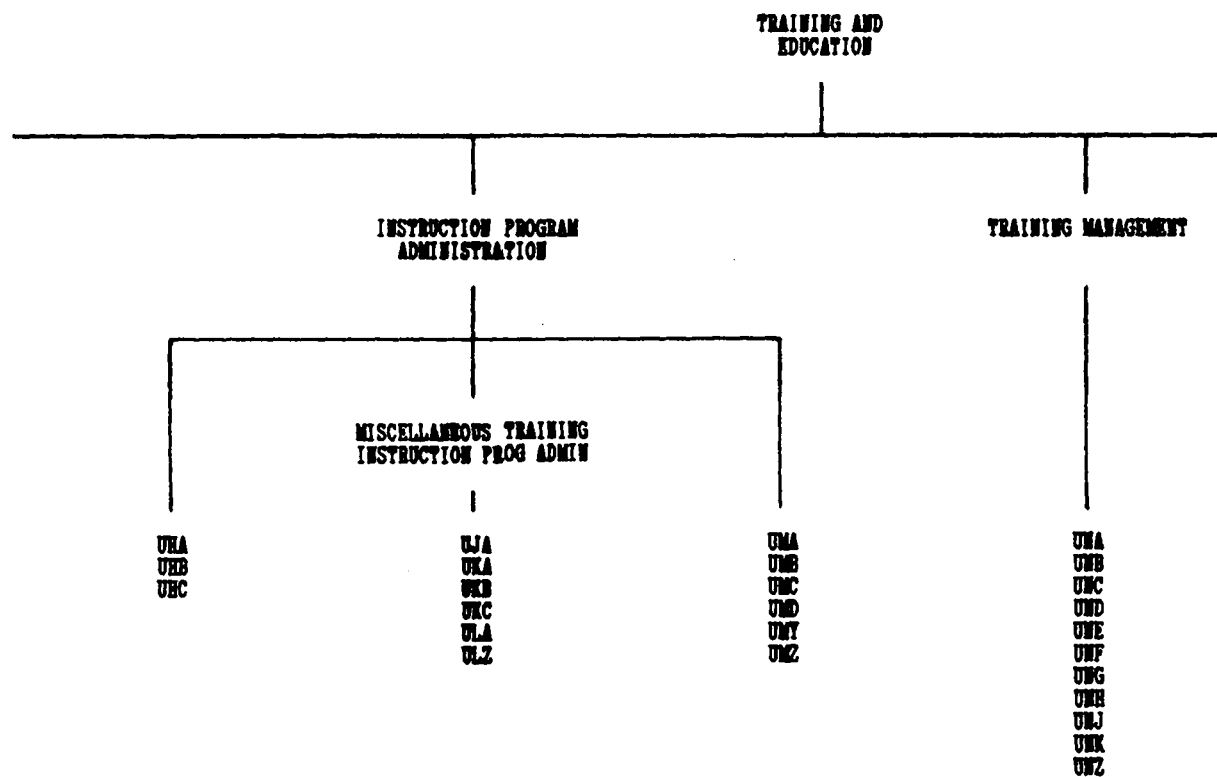 TRAINING AND
EDUCATION
INSTRUCTION PROGRAM
ADMINISTRATION
TRAINING MANAGEMENT
MISCELLANEOUS TRAINING
INSTRUCTION PROG ADMIN
UHA
UHB
UHC
UJA
UKA
UKB
UKC
ULA
ULZ
UMA
UMB
UMC
UMD
UMY
UMZ
UNA
UNB
UNC
UND
UNE
UNF
UNG
UNH
UNJ
UNK
UNZ